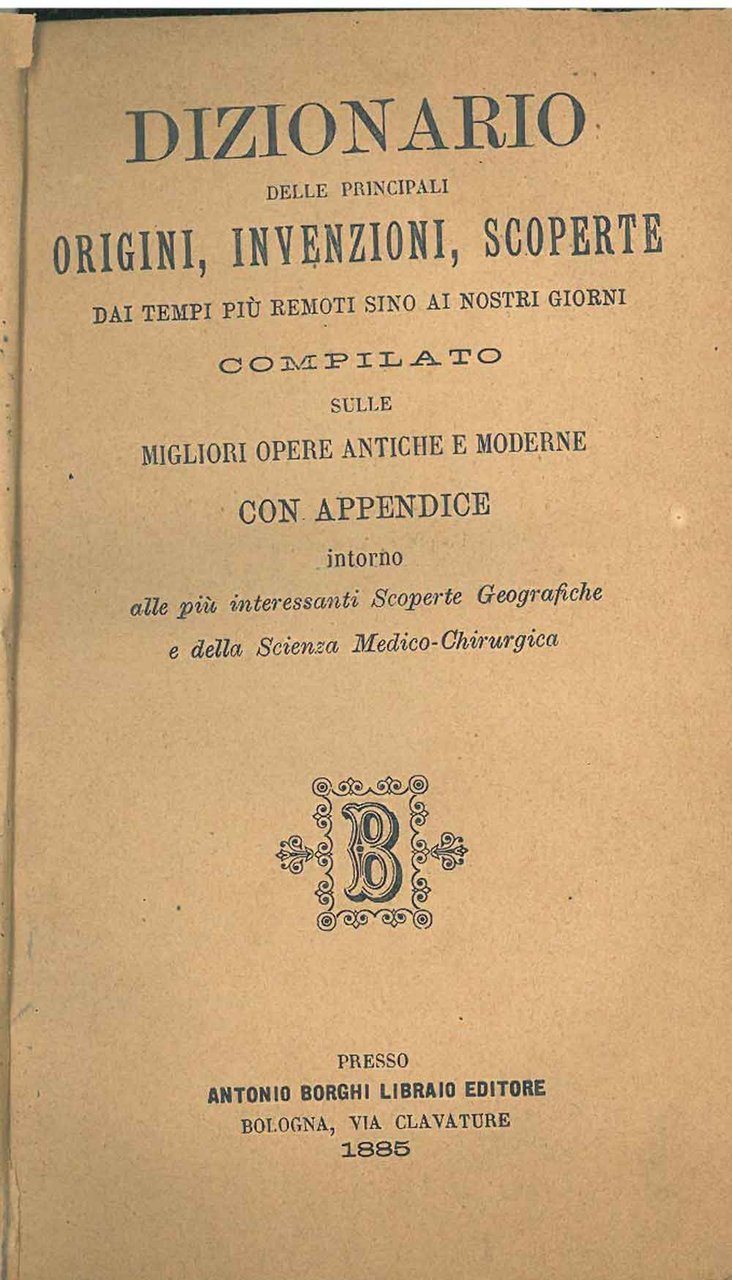 DIZIONARIO
DELLE PRINCIPALI
ORIGINI, INVENZIONI, SCOPERTE
DAI TEMPI PIÙ REMOTI SINO AI NOSTRI GIORNI
COMPILATO
SULLE
MIGLIORI OPERE ANTICHE E MODERNE
CON APPENDICE
intorno
alle più interessanti Scoperte Geografiche
e della Scienza Medico-Chirurgica
B
PRESSO
ANTONIO BORGHI LIBRAIO EDITORE
BOLOGNA, VIA CLAVATURE
1885